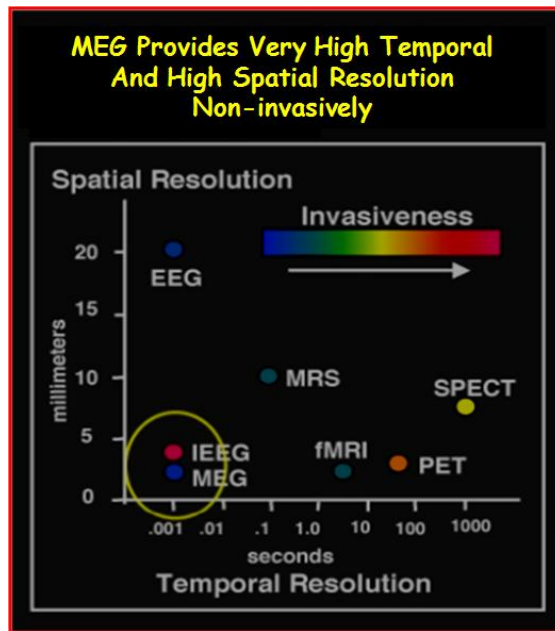 MEG Provides Very High Temporal
And High Spatial Resolution
Non-invasively
Spatial Resolution
Invasiveness
20
EEG
15
millimeters
10
MRS
SPECT
5
IEEG
fMRI
PET
MEG
0
.001 .01 .1 1.0 10 100 1000
seconds
Temporal Resolution